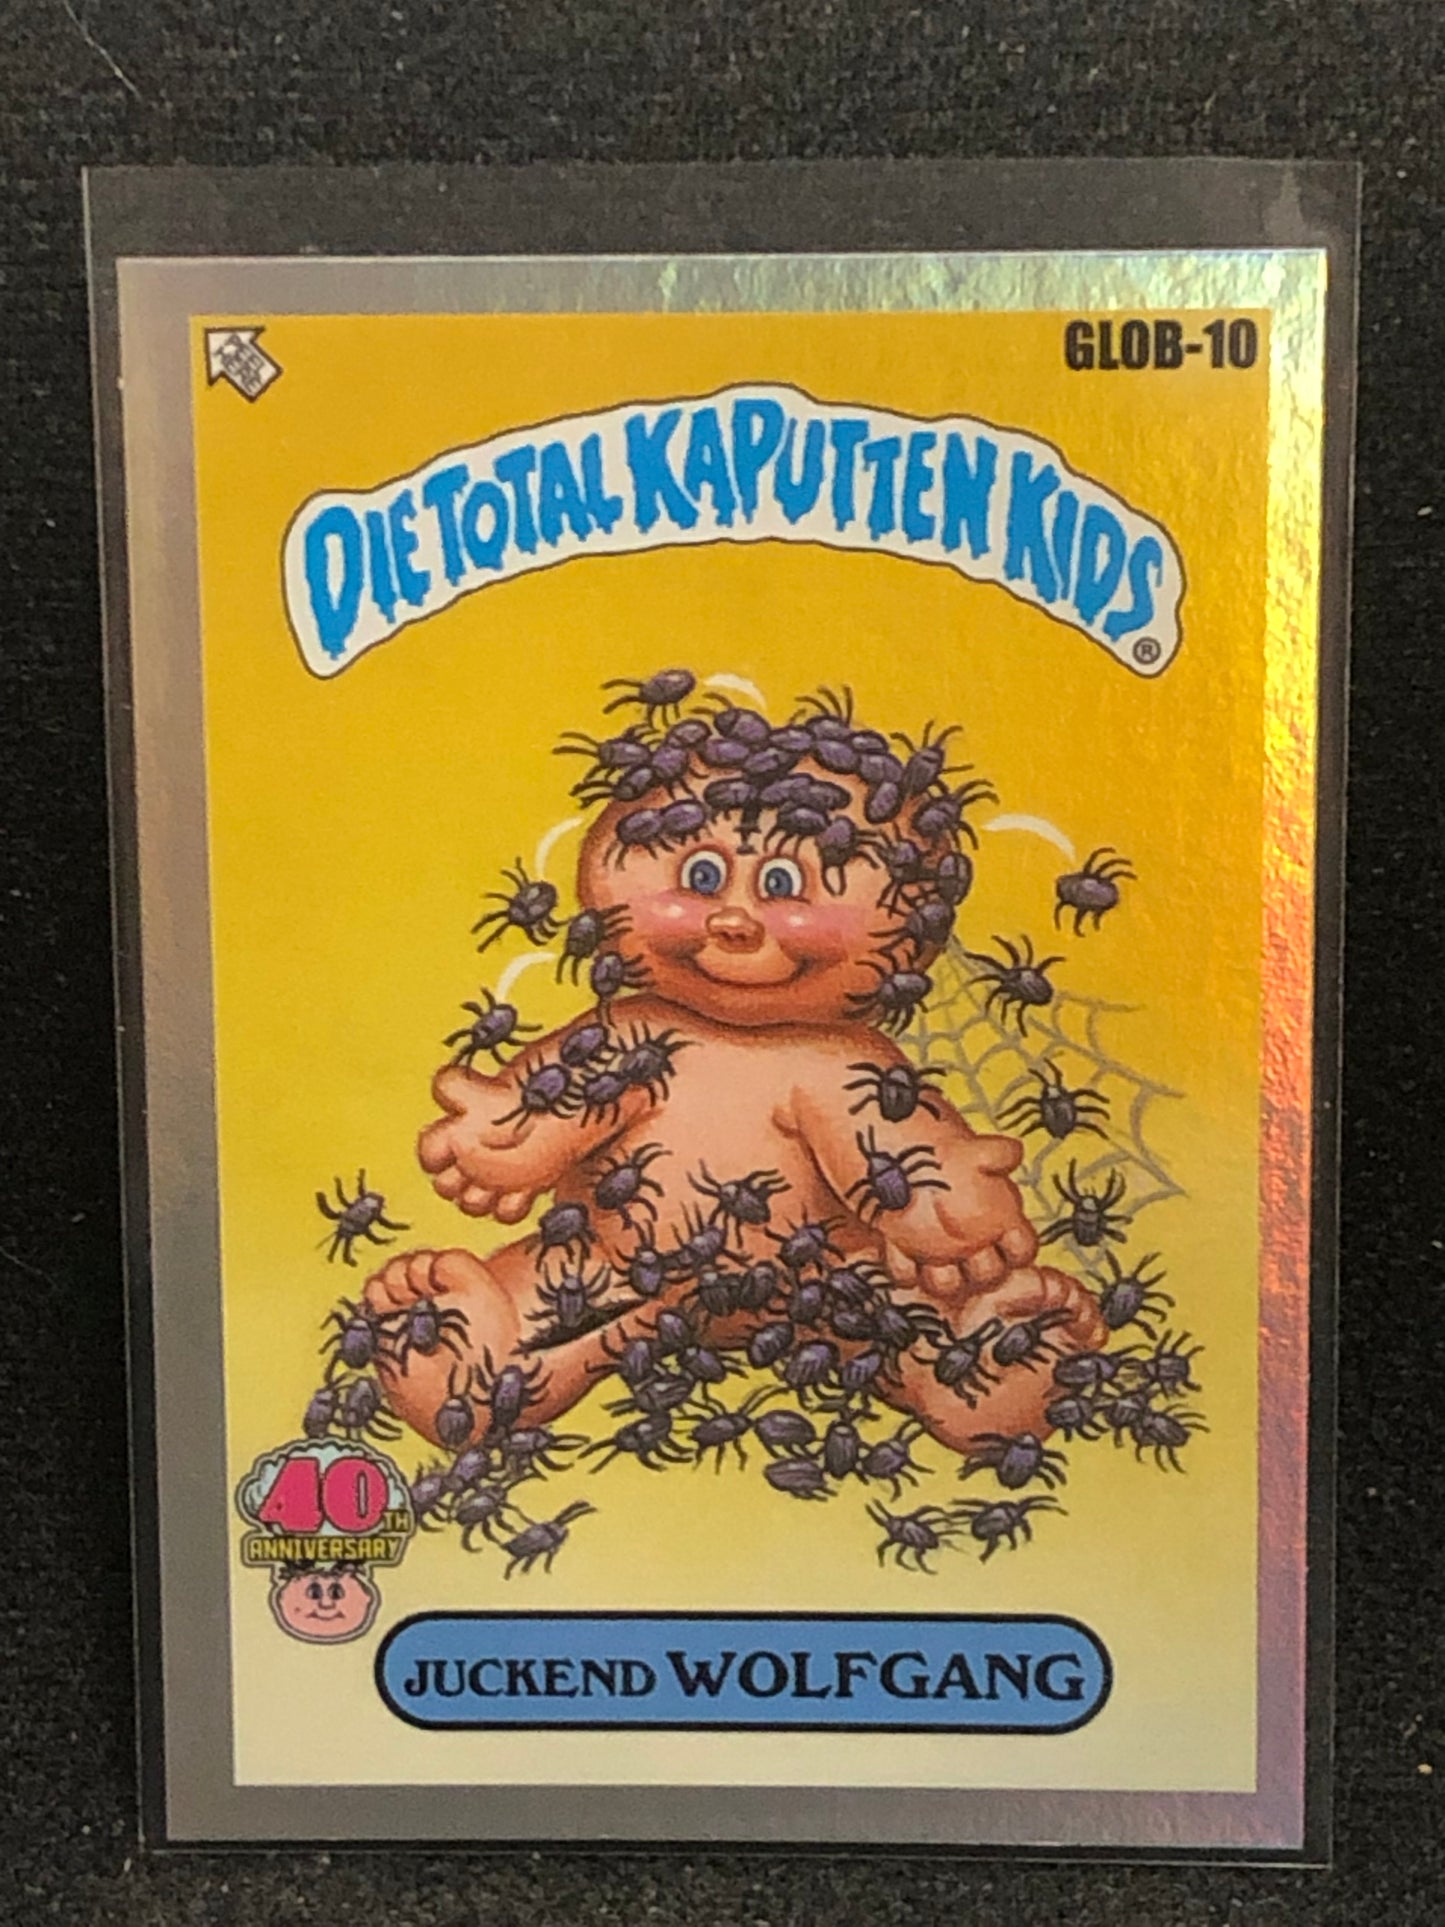 GLOB-10
DIE TOTAL KAPUTTEN KIDS®
40TH
ANNIVERSARY
JUCKEND WOLFGANG